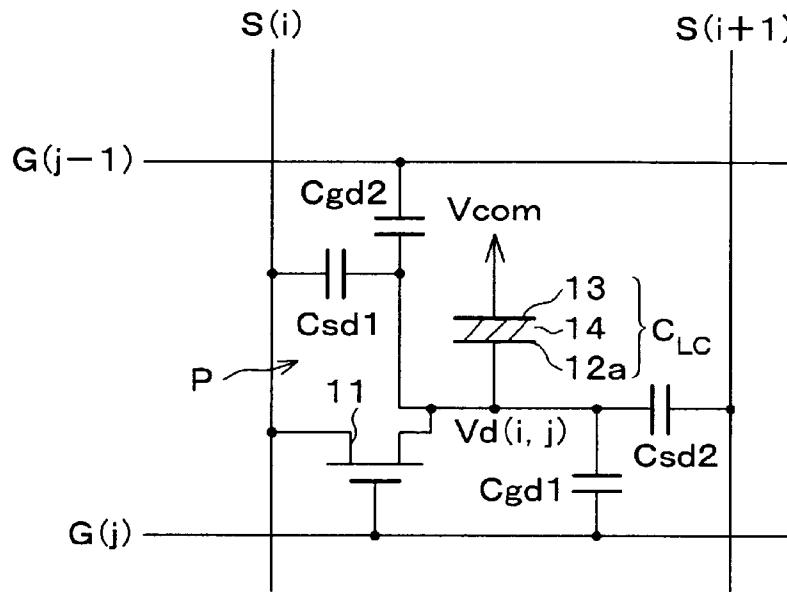 S(i)
S(i+1)
G(j−1)
Cgd2
Vcom
13
14
12a
CLC
Csd1
P
11
Vd(i, j)
Csd2
Cgd1
G(j)